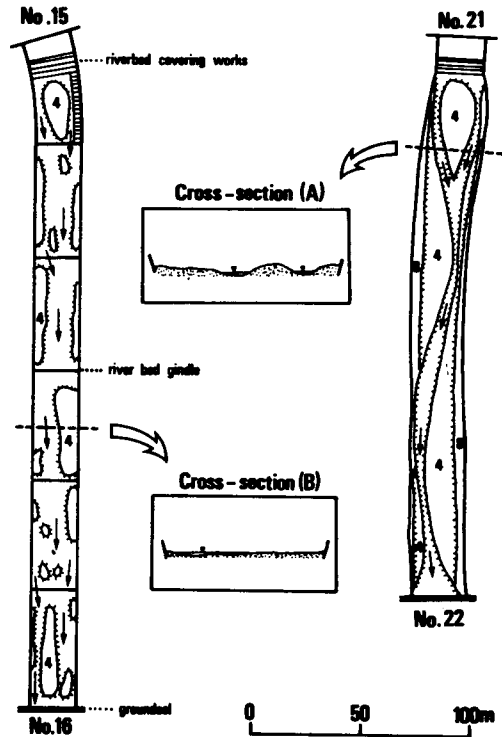 No.15
No.21
riverbed covering works
4
4
Cross-section (A)
4
4
river bed gindle
4
4
Cross-section (B)
4
No.22
groundsel
No.16
0 50 100m